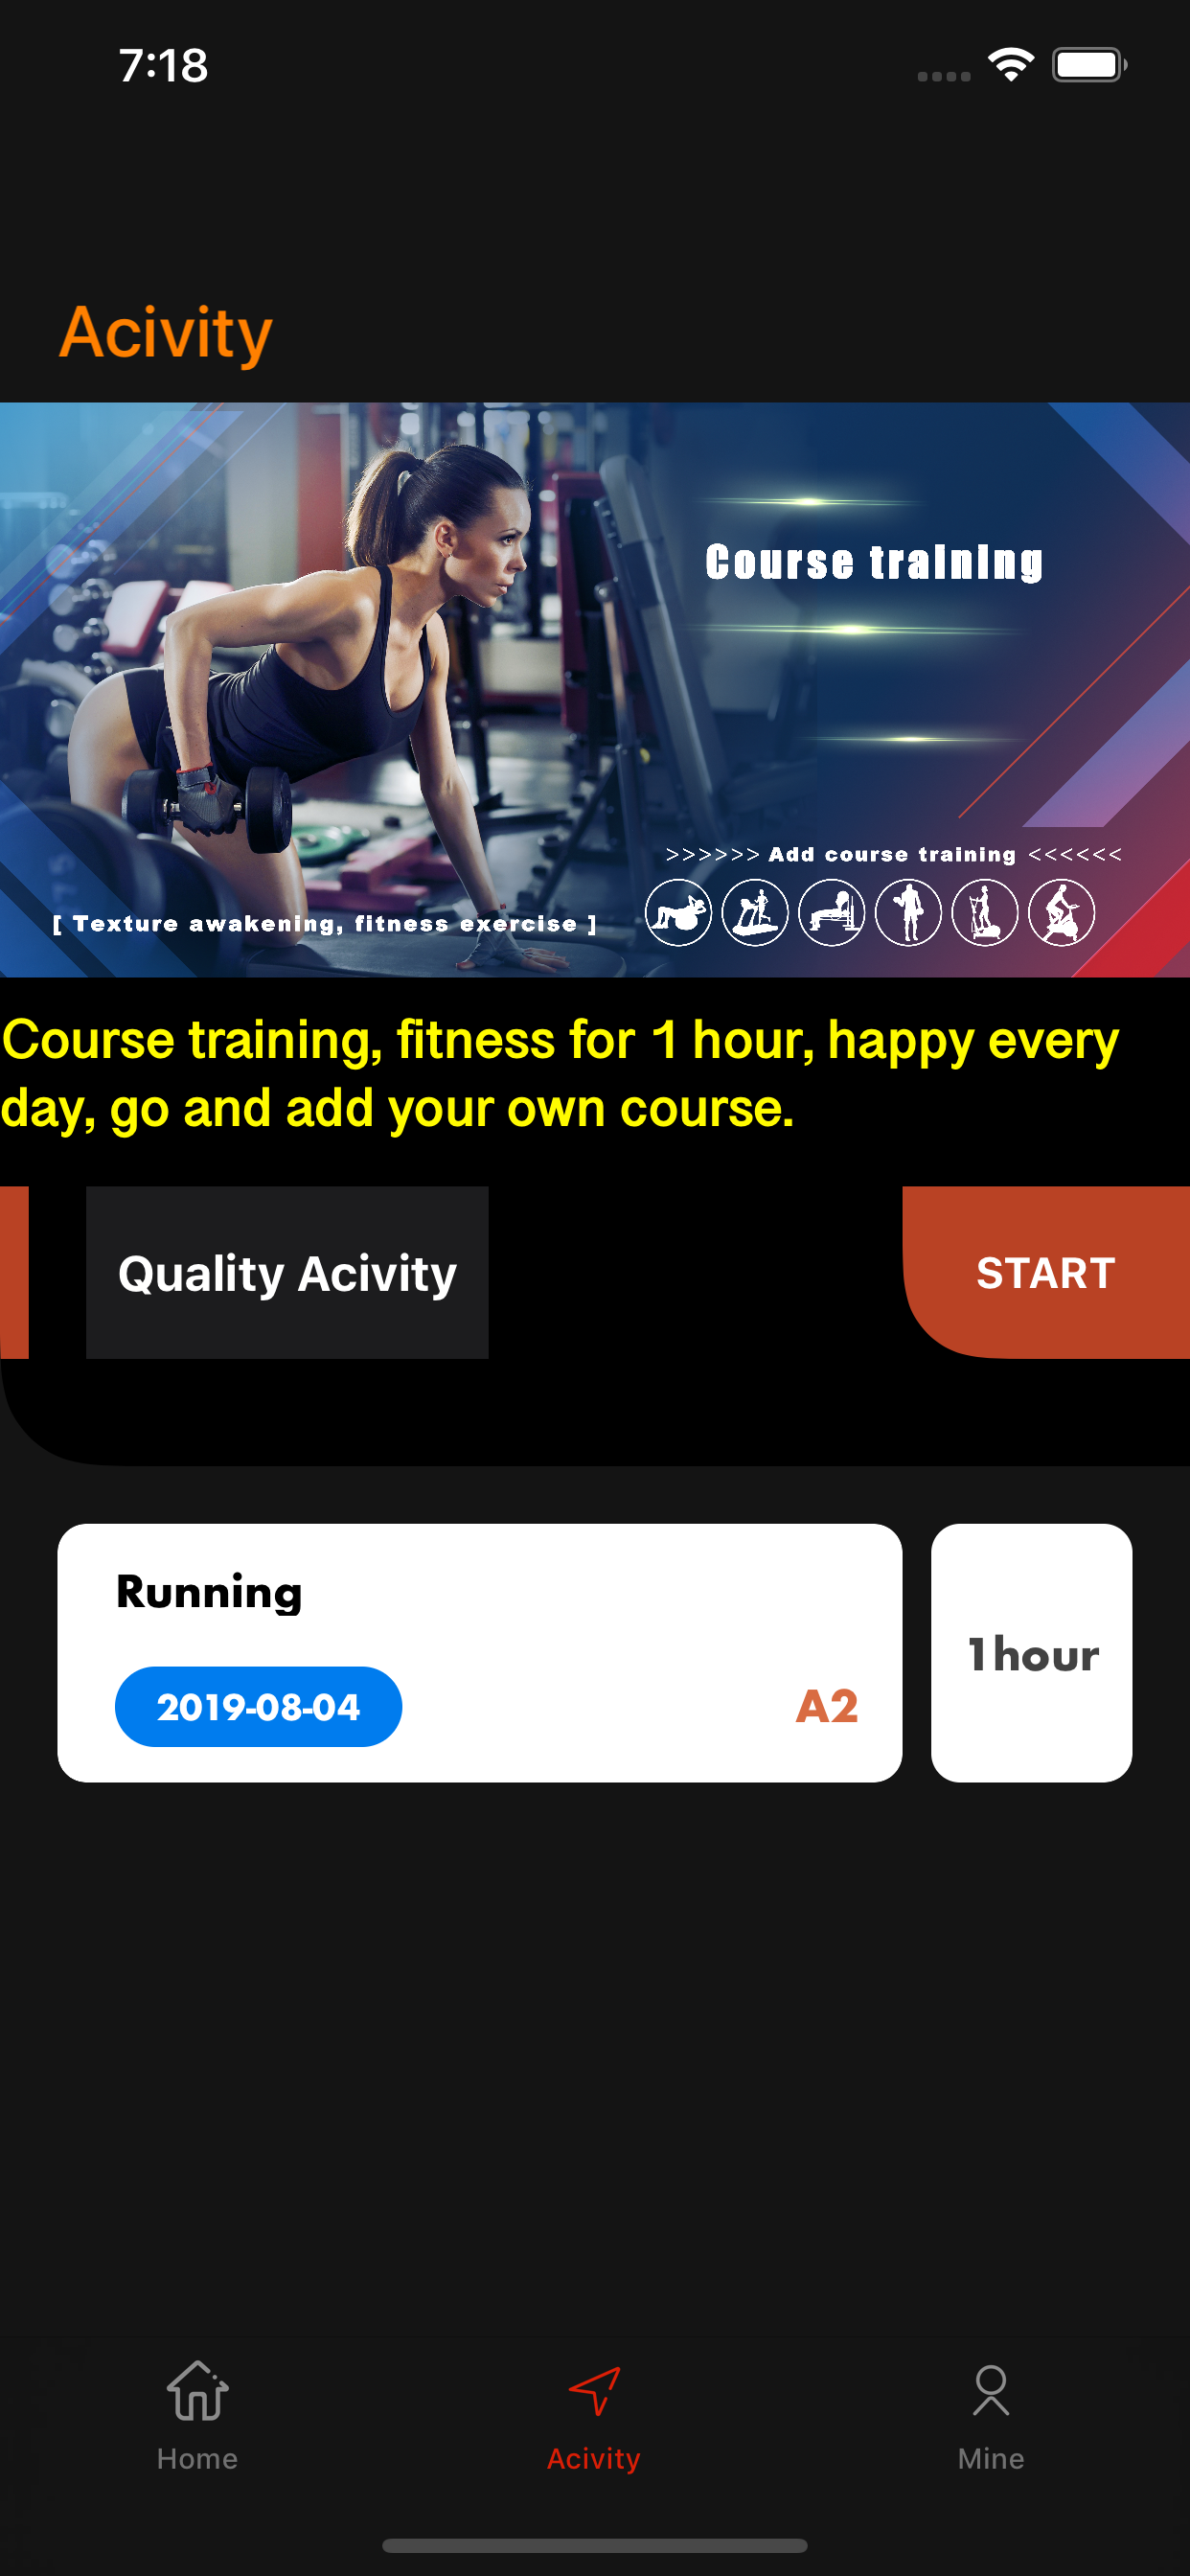 7:18
Acivity
Course training
>>>>>> Add course training <<<<<<
[ Texture awakening, fitness exercise ]
Course training, fitness for 1 hour, happy every
day, go and add your own course.
Quality Acivity
START
Running
1hour
2019-08-04
A2
Home
Acivity
Mine